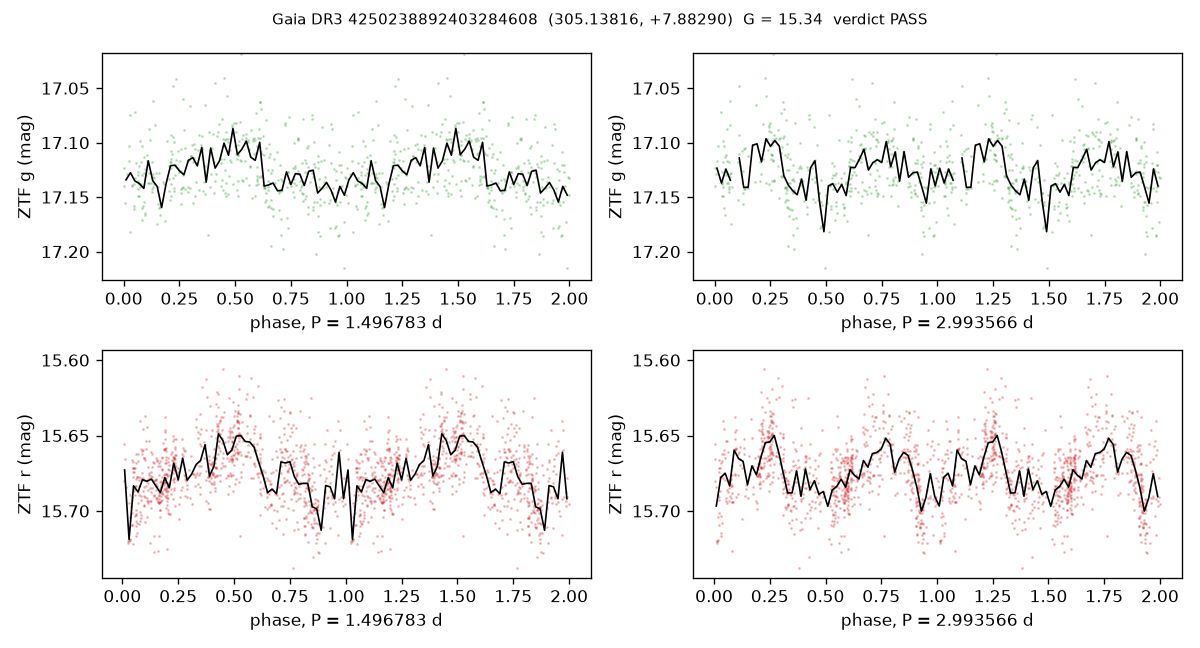 Gaia DR3 4250238892403284608  (305.13816, +7.88290)  G = 15.34  verdict PASS
ZTF g (mag)
17.05
17.10
17.15
17.20
0.00 0.25 0.50 0.75 1.00 1.25 1.50 1.75 2.00
phase, P = 1.496783 d
ZTF g (mag)
17.05
17.10
17.15
17.20
0.00 0.25 0.50 0.75 1.00 1.25 1.50 1.75 2.00
phase, P = 2.993566 d
ZTF r (mag)
15.60
15.65
15.70
0.00 0.25 0.50 0.75 1.00 1.25 1.50 1.75 2.00
phase, P = 1.496783 d
ZTF r (mag)
15.60
15.65
15.70
0.00 0.25 0.50 0.75 1.00 1.25 1.50 1.75 2.00
phase, P = 2.993566 d